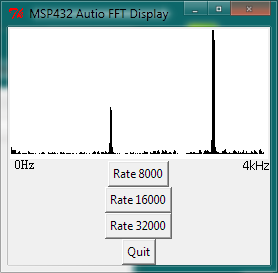 MSP432 Autio FFT Display
0Hz 4kHz
Rate 8000
Rate 16000
Rate 32000
Quit